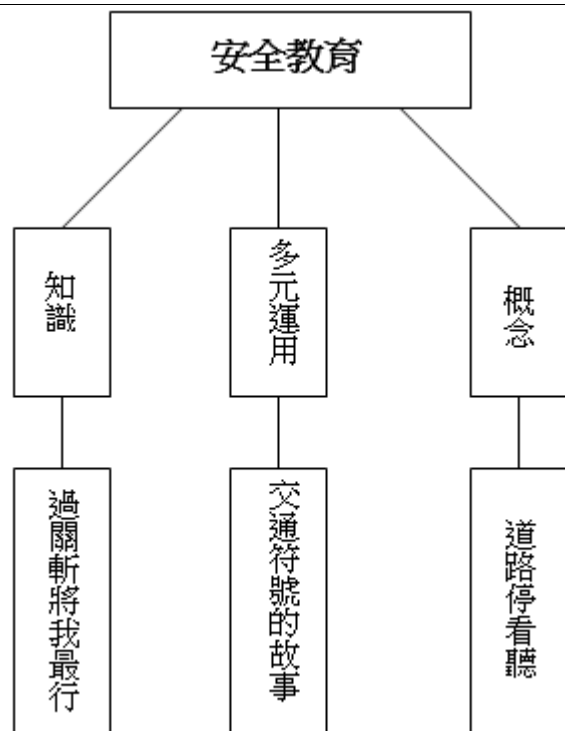 安全教育
知識
多元運用
概念
過關斬將我最行
交通符號的故事
道路停看聽